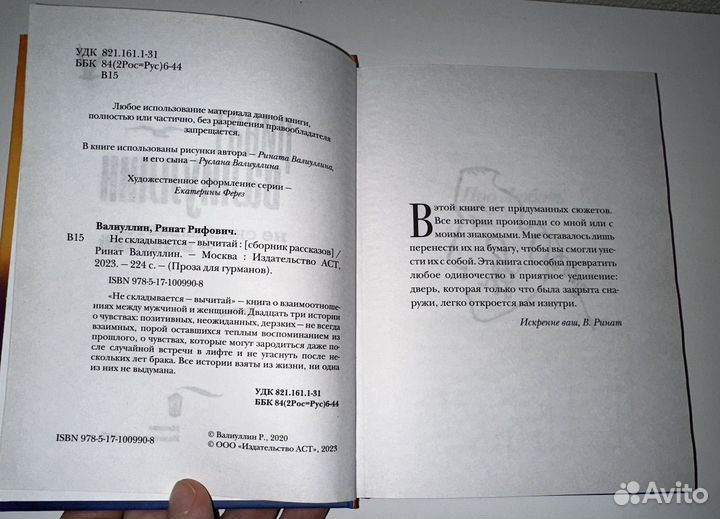 УДК 821.161.1-31
ББК 84(2Рос=Рус)6-44
В15
Любое использование материала данной книги,
полностью или частично, без разрешения правообладателя
запрещается.
В книге использованы рисунки автора — Рината Валиуллина,
и его сына — Руслана Валиуллина
Художественное оформление серии —
Екатерины Ферез
Валиуллин, Ринат Рифович.
В15 Не складывается — вычитай : [сборник рассказов] /
Ринат Валиуллин. — Москва : Издательство АСТ,
2023. — 224 с. — (Проза для гурманов).
ISBN 978-5-17-100990-8
«Не складывается — вычитай» — книга о взаимоотноше-
ниях между мужчиной и женщиной. Двадцать три истории
о чувствах: позитивных, неожиданных, дерзких — не всегда
взаимных, порой оставшихся теплым воспоминанием из
прошлого, о чувствах, которые могут зародиться даже по-
сле случайной встречи в лифте и не угаснуть после не-
скольких лет брака. Все истории взяты из жизни, ни одна
из них не выдумана.
УДК 821.161.1-31
ББК 84(2Рос=Рус)6-44
ISBN 978-5-17-100990-8
© Валиуллин Р., 2020
© ООО «Издательство АСТ», 2023
В этой книге нет придуманных сюжетов.
Все истории произошли со мной или с
моими знакомыми. Мне оставалось лишь
перенести их на бумагу, чтобы вы смогли уне-
сти их с собой. Эта книга способна превратить
любое одиночество в приятное уединение:
дверь, которая только что была закрыта сна-
ружи, легко откроется вам изнутри.
Искренне ваш, В. Ринат
Avito